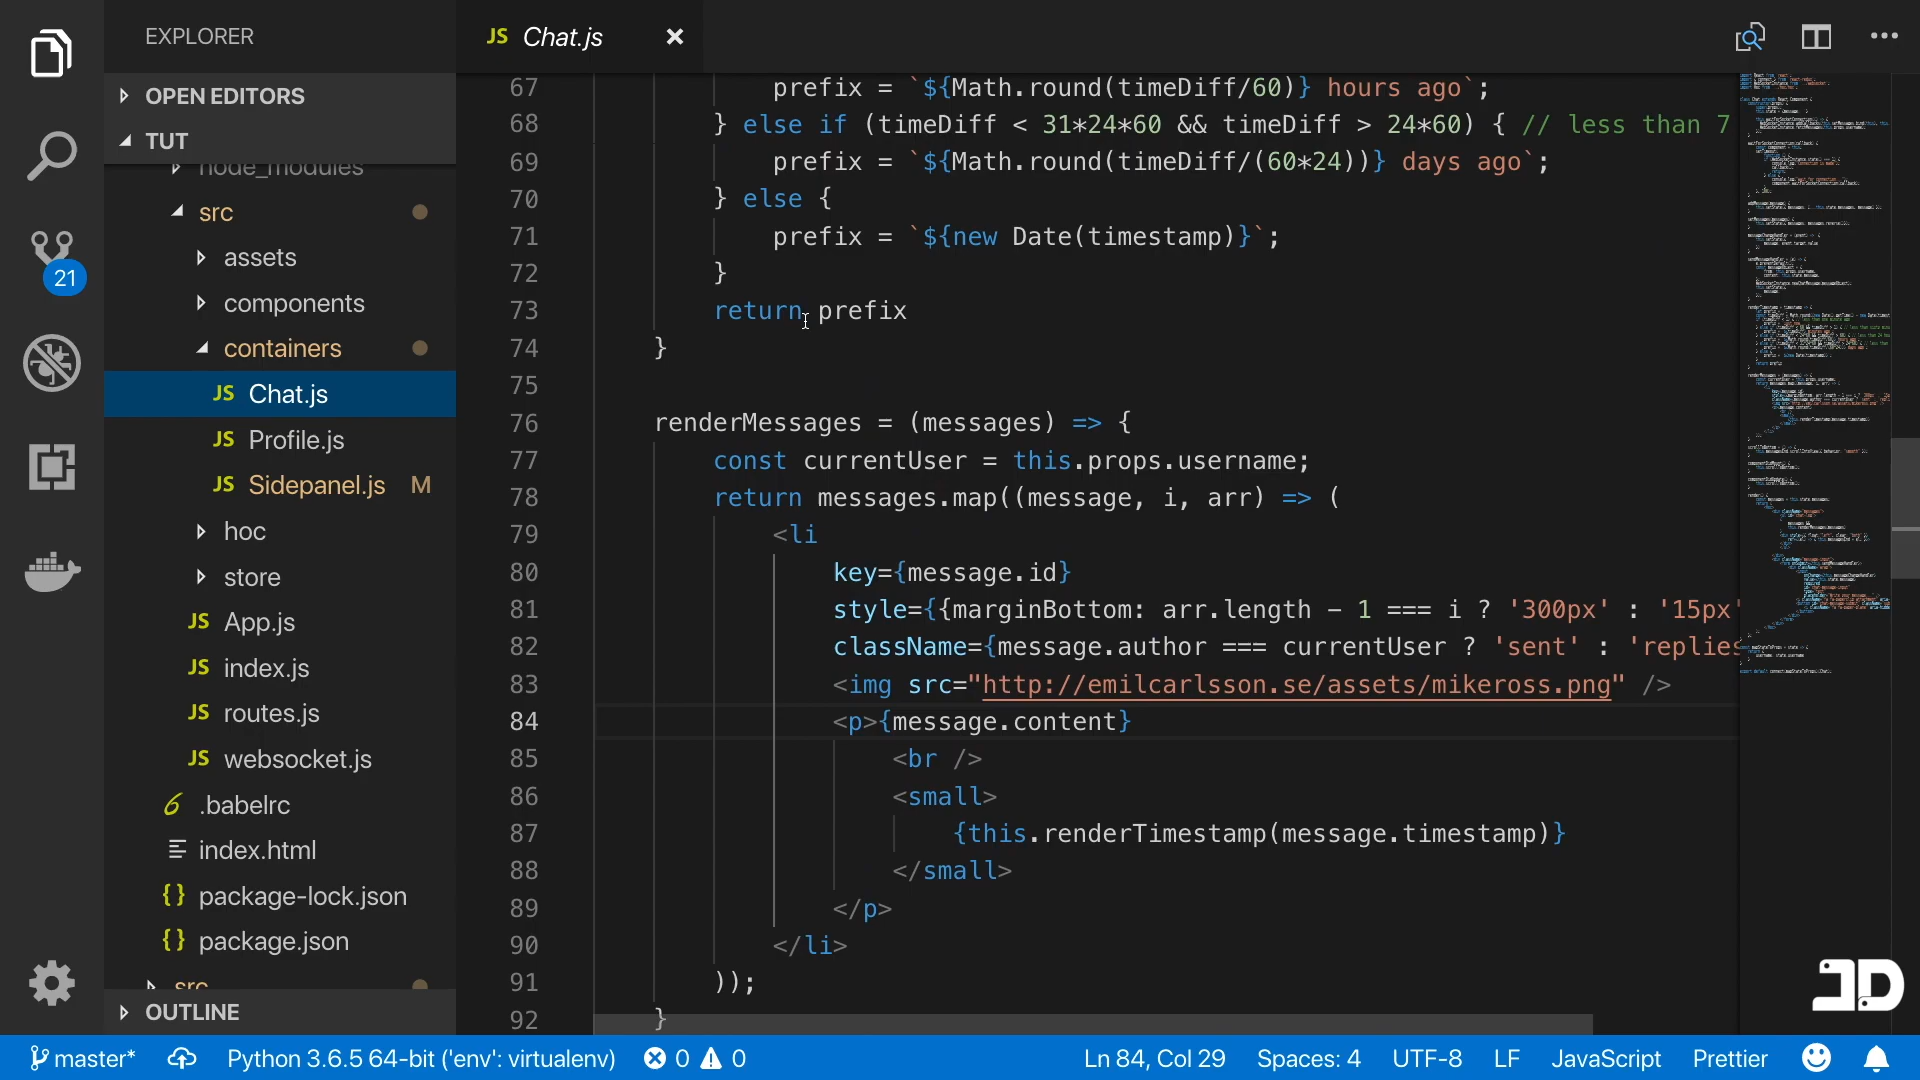 EXPLORER
OPEN EDITORS
TUT
node_modules
src
assets
components
containers
JS Chat.js
JS Profile.js
JS Sidepanel.js M
hoc
store
JS App.js
JS index.js
JS routes.js
JS websocket.js
6 .babelrc
index.html
{} package-lock.json
{} package.json
src
OUTLINE
21
JS Chat.js
67 prefix = `${Math.round(timeDiff/60)} hours ago`;
68 } else if (timeDiff < 31*24*60 && timeDiff > 24*60) { // less than 7
69 prefix = `${Math.round(timeDiff/(60*24))} days ago`;
70 } else {
71 prefix = `${new Date(timestamp)}`;
72 }
73 return prefix
74 }
75
76 renderMessages = (messages) => {
77 const currentUser = this.props.username;
78 return messages.map((message, i, arr) => (
79 <li
80 key={message.id}
81 style={{marginBottom: arr.length - 1 === i ? '300px' : '15px'
82 className={message.author === currentUser ? 'sent' : 'replies
83 <img src="http://emilcarlsson.se/assets/mikeross.png" />
84 <p>{message.content}
85 <br />
86 <small>
87 {this.renderTimestamp(message.timestamp)}
88 </small>
89 </p>
90 </li>
91 ));
92 }
JD
master* Python 3.6.5 64-bit ('env': virtualenv) 0 0 Ln 84, Col 29 Spaces: 4 UTF-8 LF JavaScript Prettier